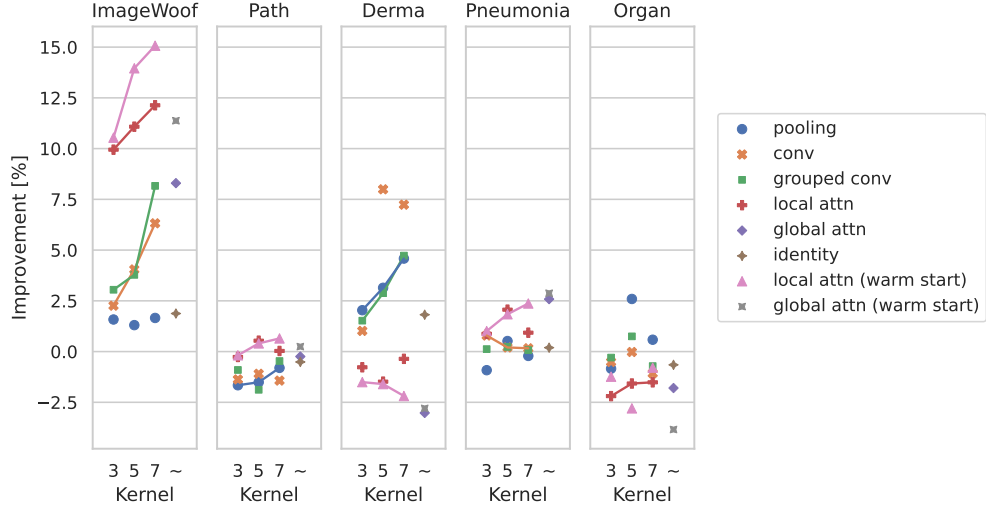 ImageWoof Path Derma Pneumonia Organ
15.0
12.5
10.0
7.5
5.0
2.5
0.0
−2.5
Improvement [%]
3 5 7 ~ 3 5 7 ~ 3 5 7 ~ 3 5 7 ~ 3 5 7 ~
Kernel Kernel Kernel Kernel Kernel
pooling
conv
grouped conv
local attn
global attn
identity
local attn (warm start)
global attn (warm start)